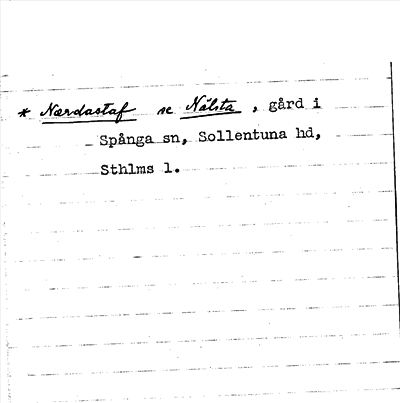 * Nærdastaf se Nälsta, gård i
Spånga sn, Sollentuna hd,
Sthlms l.